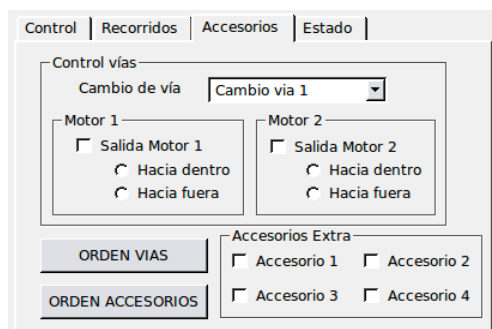 Control Recorridos Accesorios Estado
Control vías
Cambio de vía Cambio via 1
Motor 1 Motor 2
Salida Motor 1 Salida Motor 2
Hacia dentro Hacia dentro
Hacia fuera Hacia fuera
Accesorios Extra
ORDEN VIAS Accesorio 1 Accesorio 2
ORDEN ACCESORIOS Accesorio 3 Accesorio 4